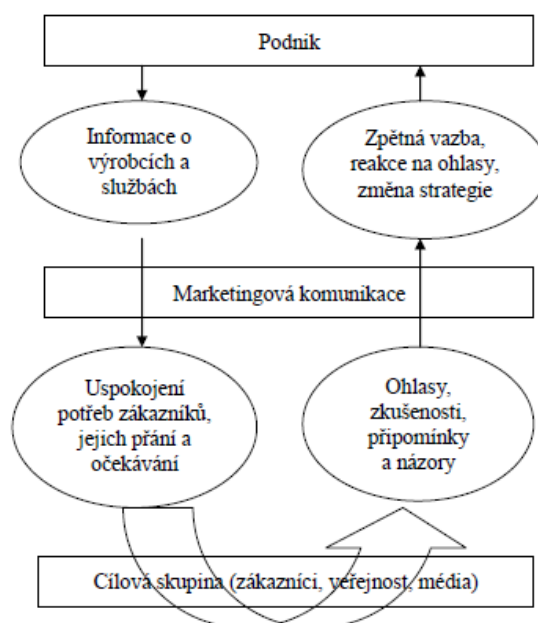 Podnik
Informace o
výrobcích a
službách
Zpětná vazba,
reakce na ohlasy,
změna strategie
Marketingová komunikace
Uspokojení
potřeb zákazníků,
jejich přání a
očekávání
Ohlasy,
zkušenosti,
připomínky
a názory
Cílová skupina (zákazníci, veřejnost, média)